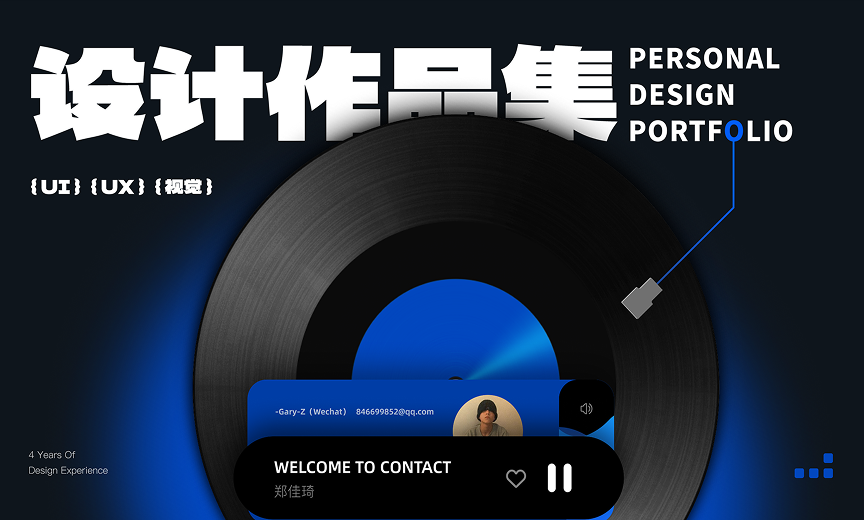 设计作品集
PERSONAL
DESIGN
PORTFOLIO
{UI} {UX} {视觉}
-Gary-Z（Wechat） 846699852@qq.com
WELCOME TO CONTACT
郑佳琦
4 Years Of
Design Experience